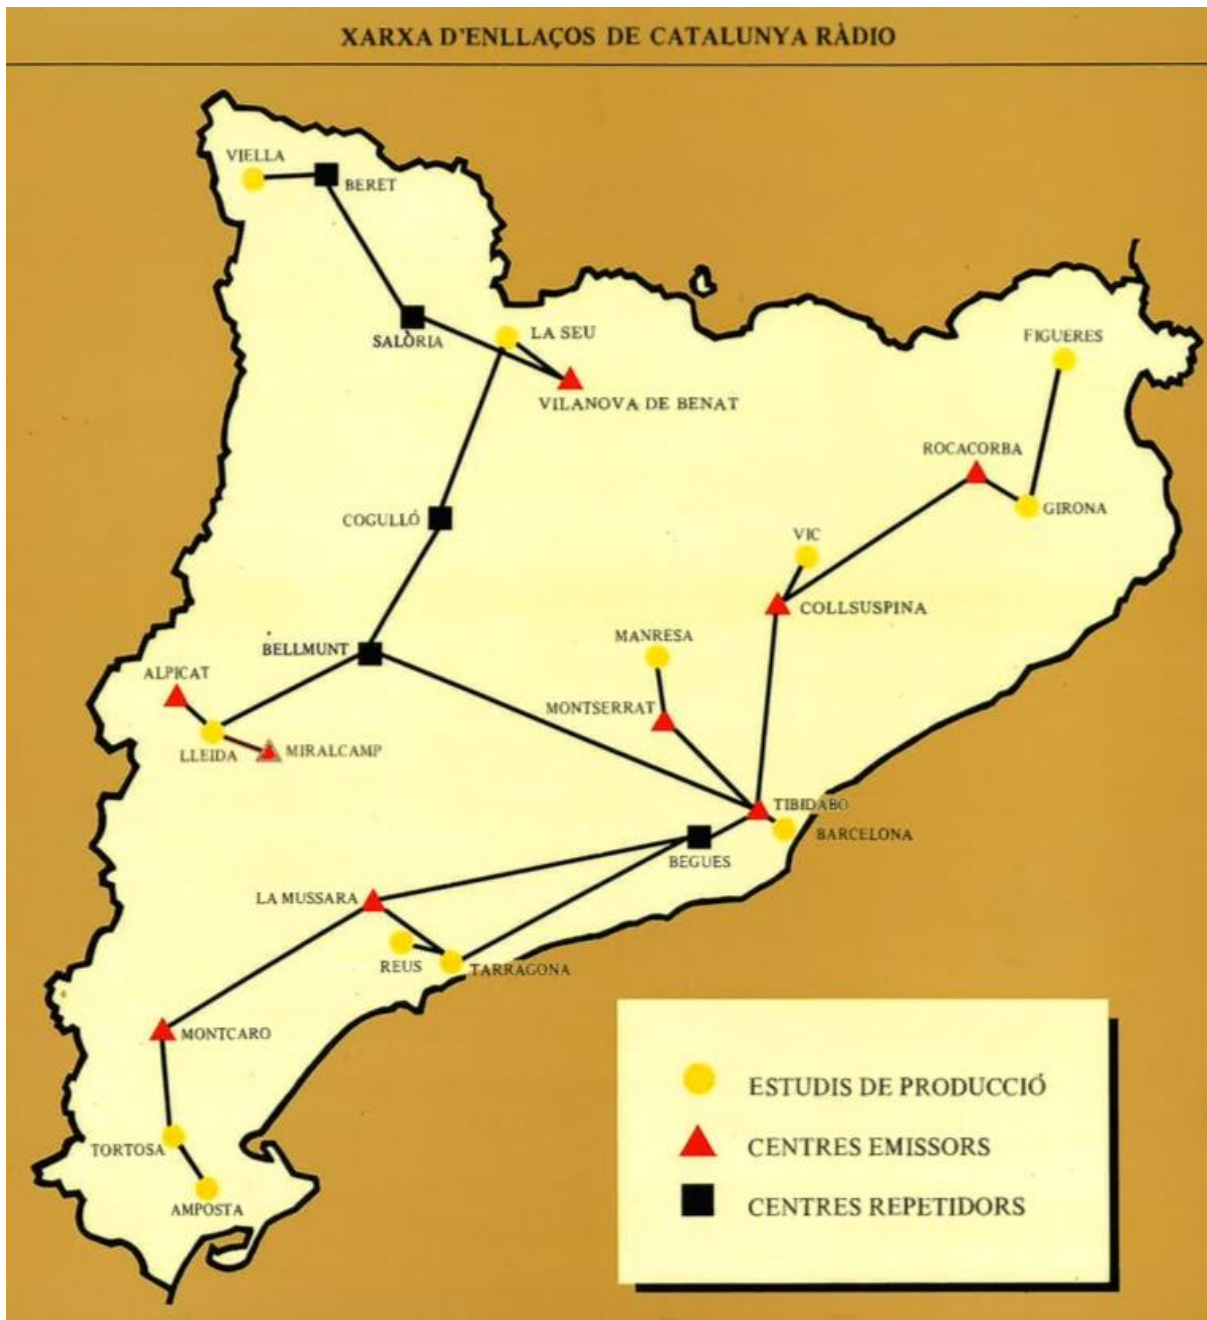 XARXA D'ENLLAÇOS DE CATALUNYA RÀDIO
VIELLA
BERET
SALÒRIA
LA SEU
VILANOVA DE BENAT
FIGUERES
ROCACORBA
GIRONA
COGULLÓ
VIC
COLLSUSPINA
MANRESA
BELLMUNT
ALPICAT
MONTSERRAT
LLEIDA
MIRALCAMP
TIBIDABO
BARCELONA
BEGUES
LA MUSSARA
REUS
TARRAGONA
MONTCARO
TORTOSA
AMPOSTA
ESTUDIS DE PRODUCCIÓ
CENTRES EMISSORS
CENTRES REPETIDORS